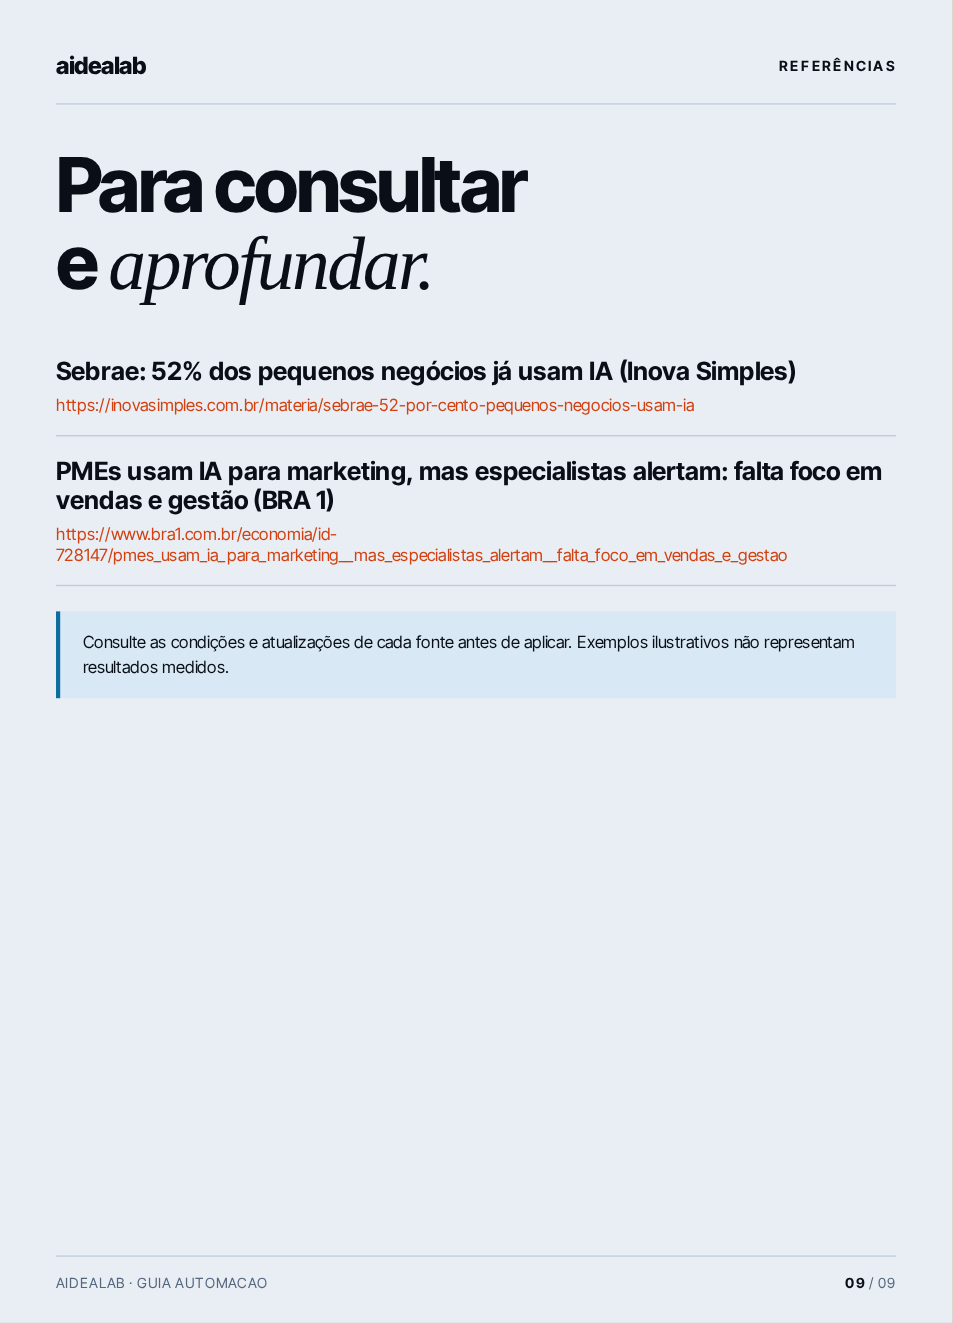 aidealab
REFERÊNCIAS
Para consultar
e aprofundar.
Sebrae: 52% dos pequenos negócios já usam IA (Inova Simples)
https://inovasimples.com.br/materia/sebrae-52-por-cento-pequenos-negocios-usam-ia
PMEs usam IA para marketing, mas especialistas alertam: falta foco em
vendas e gestão (BRA 1)
https://www.bra1.com.br/economia/id-
728147/pmes_usam_ia_para_marketing__mas_especialistas_alertam__falta_foco_em_vendas_e_gestao
Consulte as condições e atualizações de cada fonte antes de aplicar. Exemplos ilustrativos não representam
resultados medidos.
AIDEALAB · GUIA AUTOMACAO
09 / 09